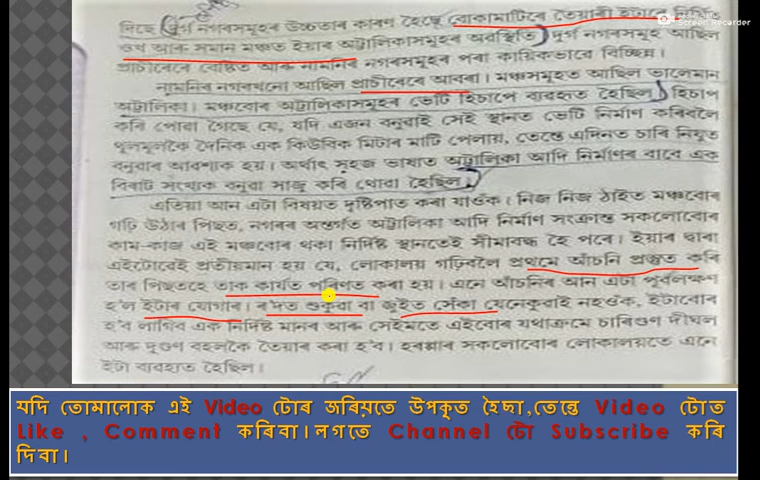 দিছে (দুৰ্গ নগৰসমূহৰ উচ্চতাৰ কাৰণ হৈছে বোকামাটিৰে তৈয়াৰী ইটাৰে নিৰ্মিত
ওখ আৰু সমান মঞ্চত ইয়াৰ অট্টালিকাসমূহৰ অৱস্থিতি) দুৰ্গ নগৰসমূহ আছিল
প্ৰাচীৰেৰে বেষ্টিত আৰু নামনিৰ নগৰসমূহৰ পৰা কায়িকভাৱে বিচ্ছিন্ন।
নামনিৰ নগৰখনো আছিল প্ৰাচীৰেৰে আবৰা। মঞ্চসমূহত আছিল ভালেমান
অট্টালিকা। মঞ্চবোৰ অট্টালিকাসমূহৰ ভেটি হিচাপে ব্যৱহৃত হৈছিল) হিচাপ
কৰি পোৱা গৈছে যে, যদি এজন বনুৱাই সেই স্থানত ভেটি নিৰ্মাণ কৰিবলৈ
থূলমূলকৈ দৈনিক এক কিউবিক মিটাৰ মাটি পেলায়, তেন্তে এদিনত চাৰি নিযুত
বনুৱাৰ আৱশ্যক হয়। অৰ্থাৎ সহজ ভাষাত অট্টালিকা আদি নিৰ্মাণৰ বাবে এক
বিৰাট সংখ্যক বনুৱা সাজু কৰি থোৱা হৈছিল।
এতিয়া আন এটা বিষয়ত দৃষ্টিপাত কৰা যাওঁক। নিজ নিজ ঠাইত মঞ্চবোৰ
গঢ়ি উঠাৰ পিছত, নগৰৰ অন্তৰ্গত অট্টালিকা আদি নিৰ্মাণ সংক্ৰান্ত সকলোবোৰ
কাম-কাজ এই মঞ্চবোৰ থকা নিৰ্দিষ্ট স্থানতেই সীমাবদ্ধ হৈ পৰে। ইয়াৰ দ্বাৰা
এইটোৱেই প্ৰতীয়মান হয় যে, লোকালয় গঢ়িবলৈ প্ৰথমে আঁচনি প্ৰস্তুত কৰি
তাৰ পিছতহে তাক কাৰ্যত পৰিণত কৰা হয়। এনে আঁচনিৰ আন এটা পূৰ্বলক্ষণ
হ'ল ইটাৰ যোগাৰ। ৰ'দত শুকুৱা বা জুইত সেঁকা যেনেকুৱাই নহওঁক, ইটাবোৰ
হ'ব লাগিব এক নিৰ্দিষ্ট মানৰ আৰু সেইমতে এইবোৰ যথাক্ৰমে চাৰিগুণ দীঘল
আৰু দুগুণ বহলকৈ তৈয়াৰ কৰা হ'ব। হৰপ্পাৰ সকলোবোৰ লোকালয়তে এনে
ইটা ব্যৱহাত হৈছিল।
যদি তোমালোক এই Video টোৰ জৰিয়তে উপকৃত হৈছা,তেন্তে Video টোত
Like , Comment কৰিবা।লগতে Channel টো Subscribe কৰি
দিবা।
Screen Recorder